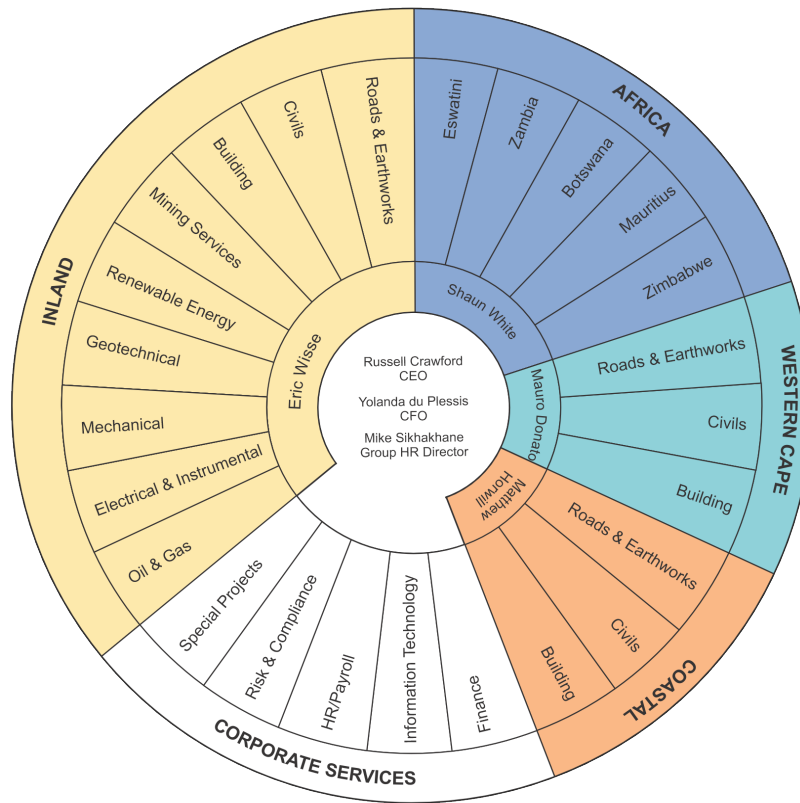 Russell Crawford
CEO
Yolanda du Plessis
CFO
Mike Sikhakhane
Group HR Director
AFRICA
Shaun White
Eswatini
Zambia
Botswana
Mauritius
Zimbabwe
WESTERN CAPE
Mauro Donato
Roads & Earthworks
Civils
Building
COASTAL
Matthew
Horwill
Roads & Earthworks
Civils
Building
CORPORATE SERVICES
Finance
Information Technology
HR/Payroll
Risk & Compliance
Special Projects
INLAND
Eric Wisse
Oil & Gas
Electrical & Instrumental
Mechanical
Geotechnical
Renewable Energy
Mining Services
Building
Civils
Roads & Earthworks